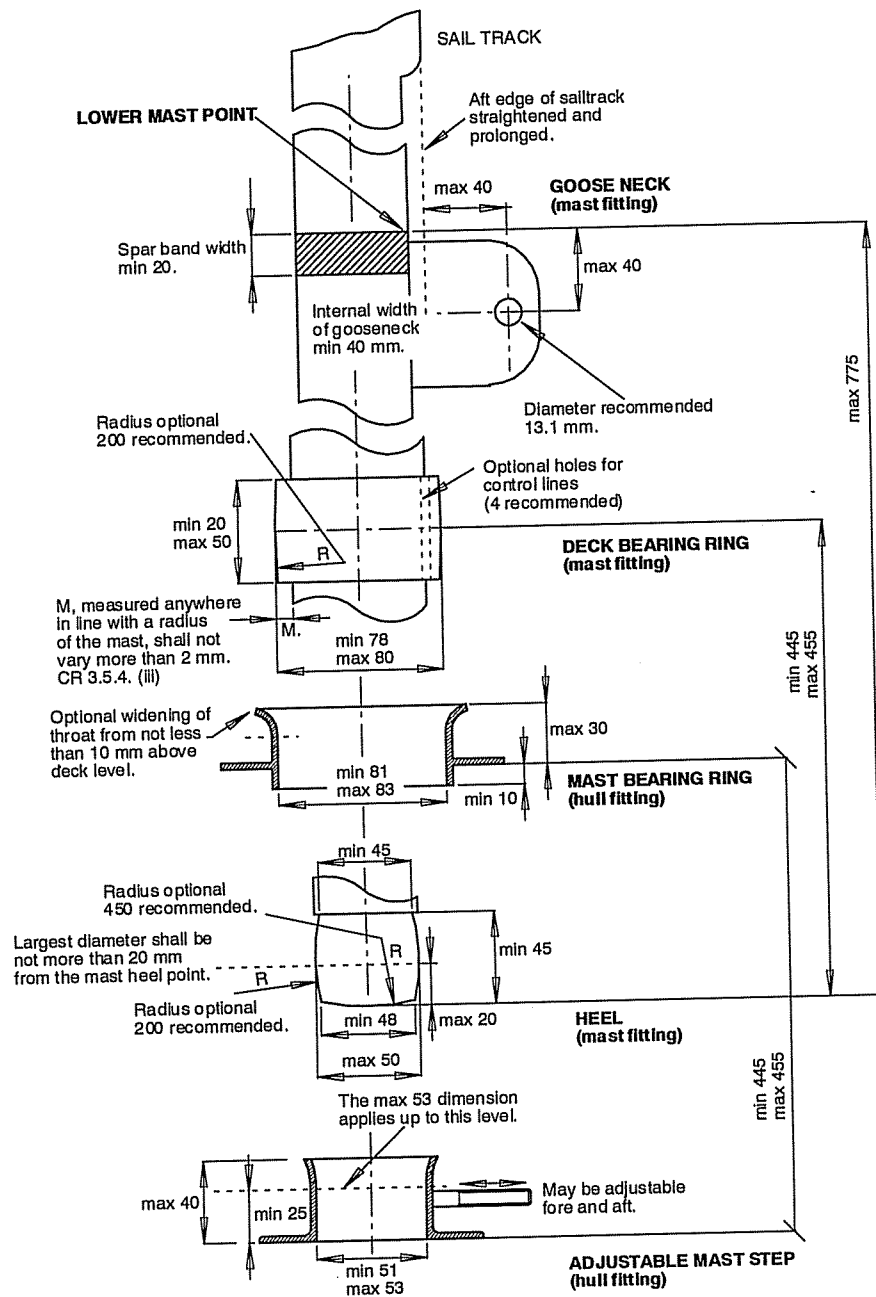 SAIL TRACK
LOWER MAST POINT
Aft edge of sailtrack
straightened and
prolonged.
max 40
GOOSE NECK
(mast fitting)
Spar band width
min 20.
max 40
Internal width
of gooseneck
min 40 mm.
max 775
Diameter recommended
13.1 mm.
Radius optional
200 recommended.
Optional holes for
control lines
(4 recommended)
min 20
max 50
R
DECK BEARING RING
(mast fitting)
M, measured anywhere
in line with a radius
of the mast, shall not
vary more than 2 mm.
CR 3.5.4. (iii)
M.
min 78
max 80
min 445
max 455
Optional widening of
throat from not less
than 10 mm above
deck level.
max 30
min 81
max 83
min 10
MAST BEARING RING
(hull fitting)
min 45
Radius optional
450 recommended.
Largest diameter shall be
not more than 20 mm
from the mast heel point.
R
R
min 45
Radius optional
200 recommended.
min 48
max 20
max 50
HEEL
(mast fitting)
min 445
max 455
The max 53 dimension
applies up to this level.
max 40
min 25
May be adjustable
fore and aft.
min 51
max 53
ADJUSTABLE MAST STEP
(hull fitting)